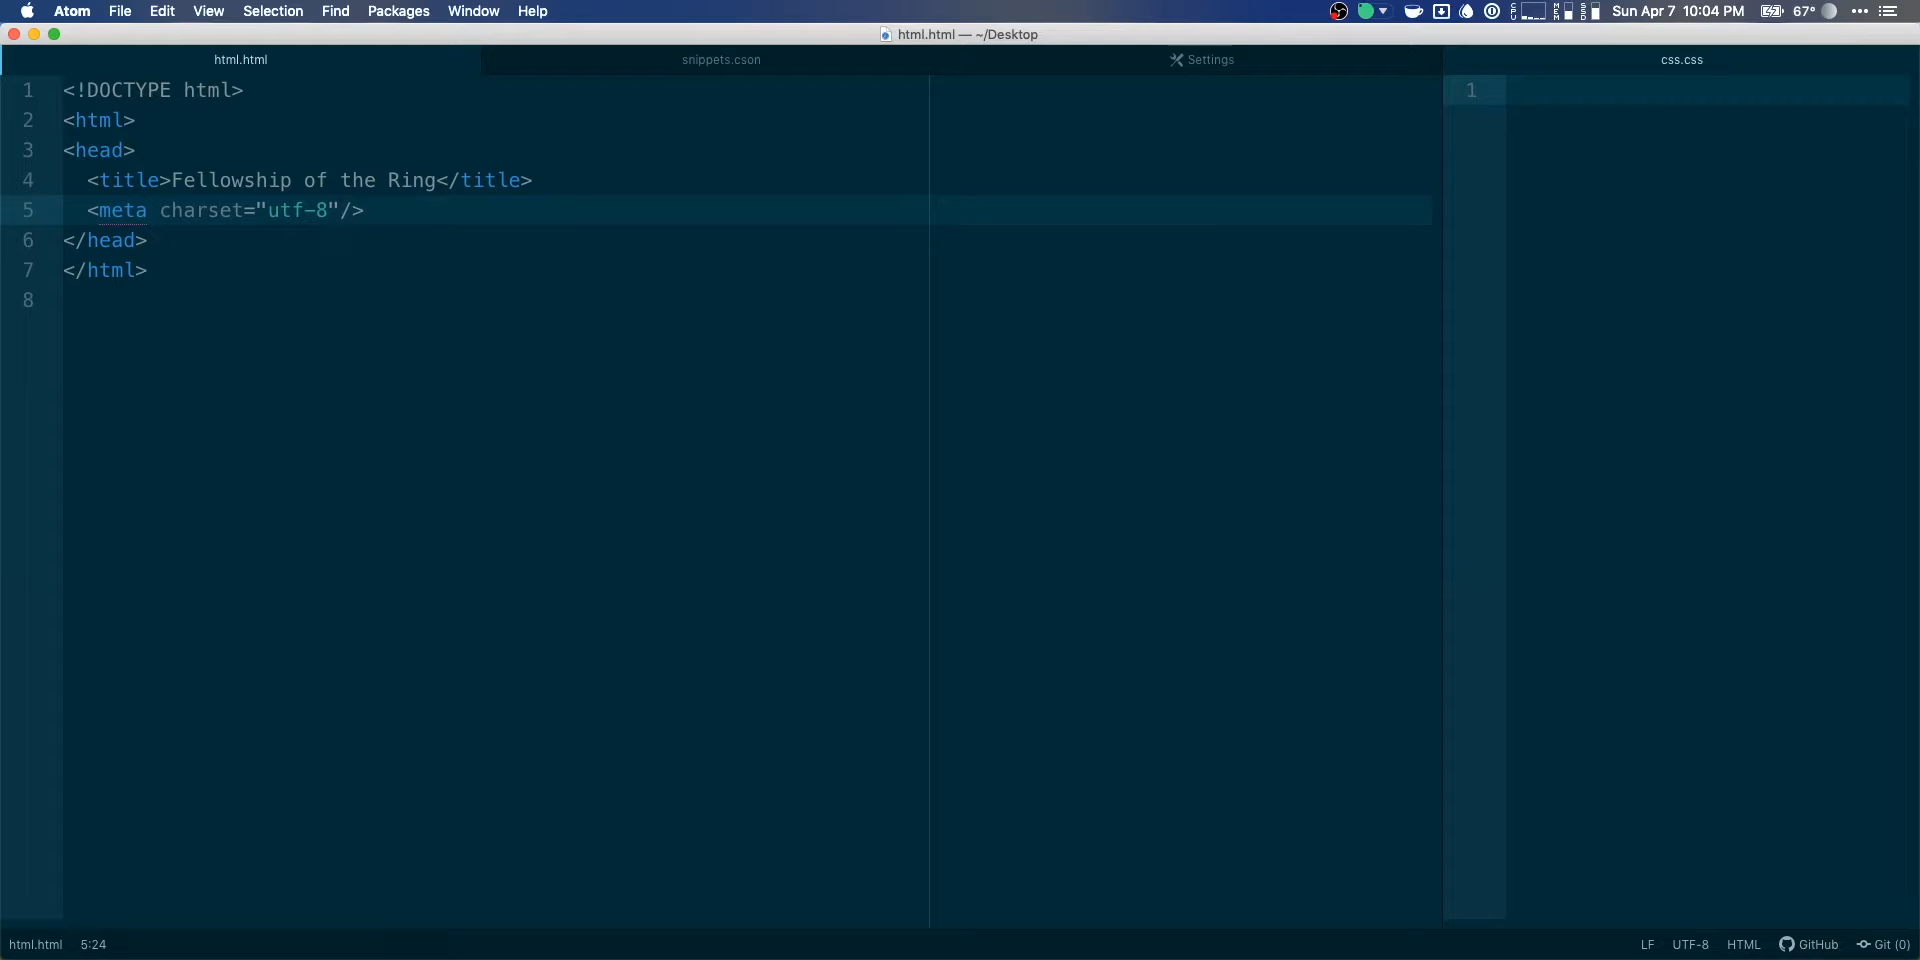 Atom File Edit View Selection Find Packages Window Help Sun Apr 7 10:04 PM 67°
html.html — ~/Desktop
html.html snippets.cson Settings css.css
1 <!DOCTYPE html>
2 <html>
3 <head>
4 <title>Fellowship of the Ring</title>
5 <meta charset="utf-8"/>
6 </head>
7 </html>
8
1
html.html 5:24 LF UTF-8 HTML GitHub Git (0)